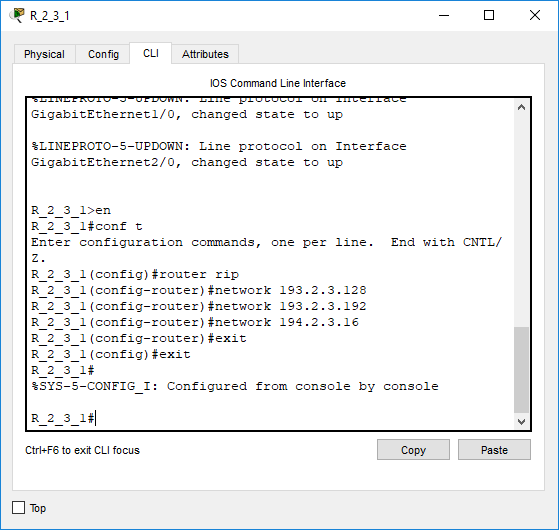 R_2_3_1
Physical Config CLI Attributes
IOS Command Line Interface
%LINEPROTO-5-UPDOWN: Line protocol on Interface
GigabitEthernet1/0, changed state to up
%LINEPROTO-5-UPDOWN: Line protocol on Interface
GigabitEthernet2/0, changed state to up
R_2_3_1>en
R_2_3_1#conf t
Enter configuration commands, one per line.  End with CNTL/
Z.
R_2_3_1(config)#router rip
R_2_3_1(config-router)#network 193.2.3.128
R_2_3_1(config-router)#network 193.2.3.192
R_2_3_1(config-router)#network 194.2.3.16
R_2_3_1(config-router)#exit
R_2_3_1(config)#exit
R_2_3_1#
%SYS-5-CONFIG_I: Configured from console by console
R_2_3_1#
Ctrl+F6 to exit CLI focus Copy Paste
Top